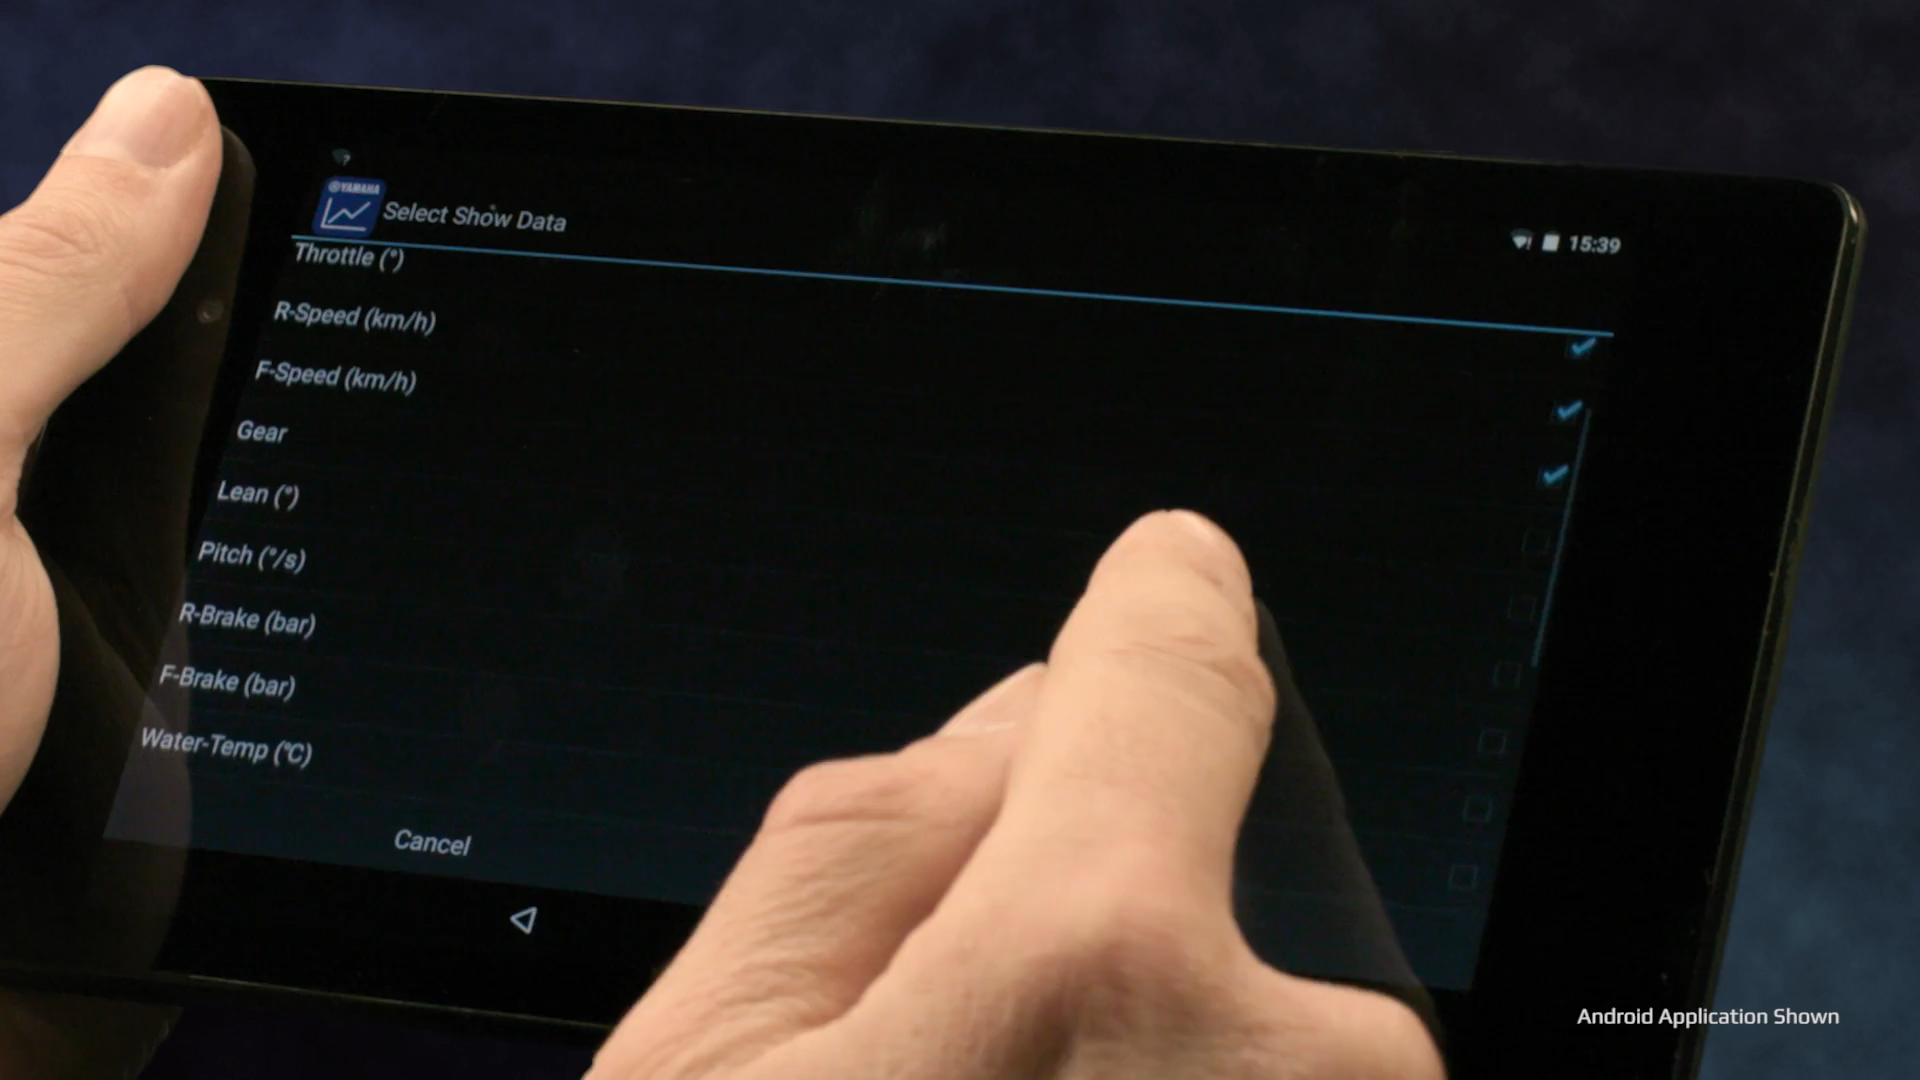 YAMAHA
Select Show Data
15:39
Throttle (°)
R-Speed (km/h)
F-Speed (km/h)
Gear
Lean (°)
Pitch (°/s)
R-Brake (bar)
F-Brake (bar)
Water-Temp (°C)
Cancel
Android Application Shown